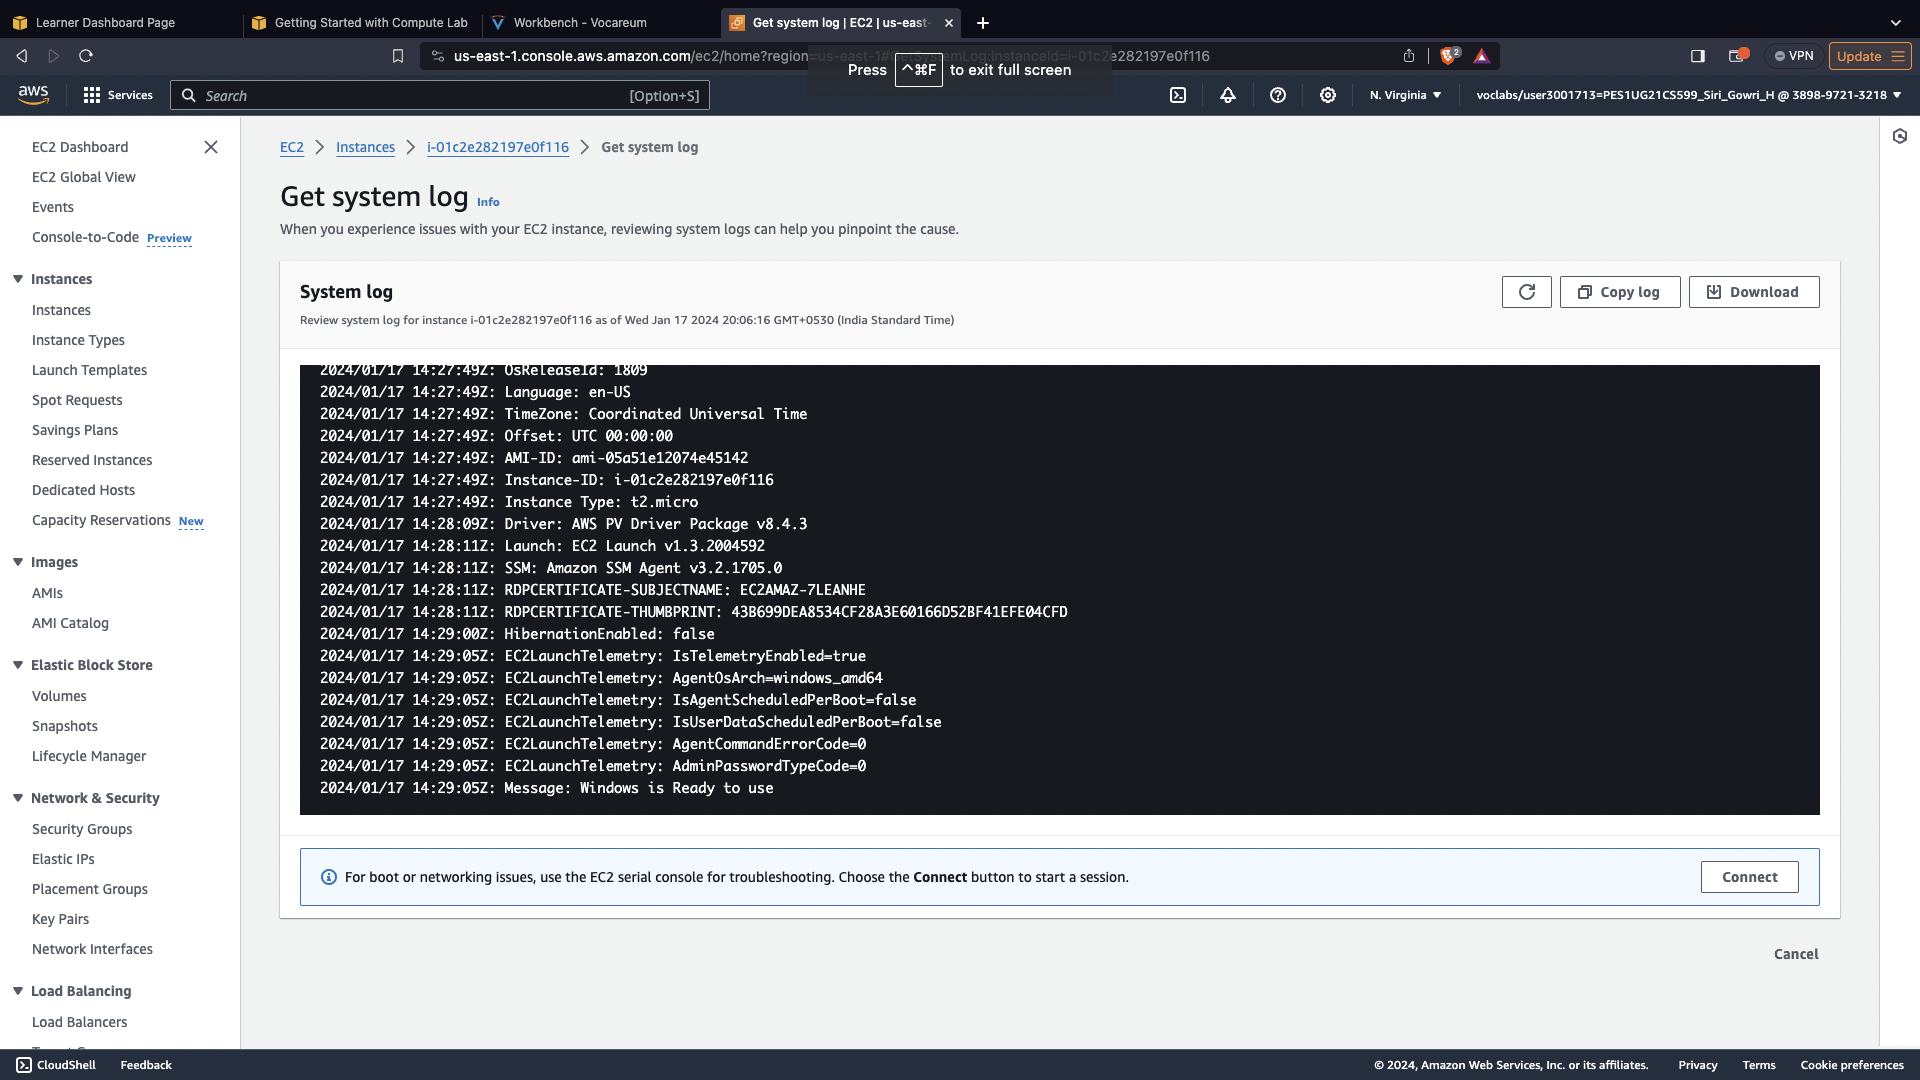 Learner Dashboard Page
Getting Started with Compute Lab
Workbench - Vocareum
Get system log | EC2 | us-east-
us-east-1.console.aws.amazon.com/ec2/home?region=us-east-1#GetSystemLog:instanceId=i-01c2e282197e0f116
2
VPN
Update
Press ^⌘F to exit full screen
aws
Services
Search
[Option+S]
N. Virginia
voclabs/user3001713=PES1UG21CS599_Siri_Gowri_H @ 3898-9721-3218
EC2 Dashboard
EC2 Global View
Events
Console-to-Code Preview
Instances
Instances
Instance Types
Launch Templates
Spot Requests
Savings Plans
Reserved Instances
Dedicated Hosts
Capacity Reservations New
Images
AMIs
AMI Catalog
Elastic Block Store
Volumes
Snapshots
Lifecycle Manager
Network & Security
Security Groups
Elastic IPs
Placement Groups
Key Pairs
Network Interfaces
Load Balancing
Load Balancers
EC2 > Instances > i-01c2e282197e0f116 > Get system log
Get system log Info
When you experience issues with your EC2 instance, reviewing system logs can help you pinpoint the cause.
System log
Copy log
Download
Review system log for instance i-01c2e282197e0f116 as of Wed Jan 17 2024 20:06:16 GMT+0530 (India Standard Time)
2024/01/17 14:27:49Z: OsReleaseId: 1809
2024/01/17 14:27:49Z: Language: en-US
2024/01/17 14:27:49Z: TimeZone: Coordinated Universal Time
2024/01/17 14:27:49Z: Offset: UTC 00:00:00
2024/01/17 14:27:49Z: AMI-ID: ami-05a51e12074e45142
2024/01/17 14:27:49Z: Instance-ID: i-01c2e282197e0f116
2024/01/17 14:27:49Z: Instance Type: t2.micro
2024/01/17 14:28:09Z: Driver: AWS PV Driver Package v8.4.3
2024/01/17 14:28:11Z: Launch: EC2 Launch v1.3.2004592
2024/01/17 14:28:11Z: SSM: Amazon SSM Agent v3.2.1705.0
2024/01/17 14:28:11Z: RDPCERTIFICATE-SUBJECTNAME: EC2AMAZ-7LEANHE
2024/01/17 14:28:11Z: RDPCERTIFICATE-THUMBPRINT: 43B699DEA8534CF28A3E60166D52BF41EFE04CFD
2024/01/17 14:29:00Z: HibernationEnabled: false
2024/01/17 14:29:05Z: EC2LaunchTelemetry: IsTelemetryEnabled=true
2024/01/17 14:29:05Z: EC2LaunchTelemetry: AgentOsArch=windows_amd64
2024/01/17 14:29:05Z: EC2LaunchTelemetry: IsAgentScheduledPerBoot=false
2024/01/17 14:29:05Z: EC2LaunchTelemetry: IsUserDataScheduledPerBoot=false
2024/01/17 14:29:05Z: EC2LaunchTelemetry: AgentCommandErrorCode=0
2024/01/17 14:29:05Z: EC2LaunchTelemetry: AdminPasswordTypeCode=0
2024/01/17 14:29:05Z: Message: Windows is Ready to use
For boot or networking issues, use the EC2 serial console for troubleshooting. Choose the Connect button to start a session.
Connect
Cancel
CloudShell
Feedback
© 2024, Amazon Web Services, Inc. or its affiliates.
Privacy
Terms
Cookie preferences